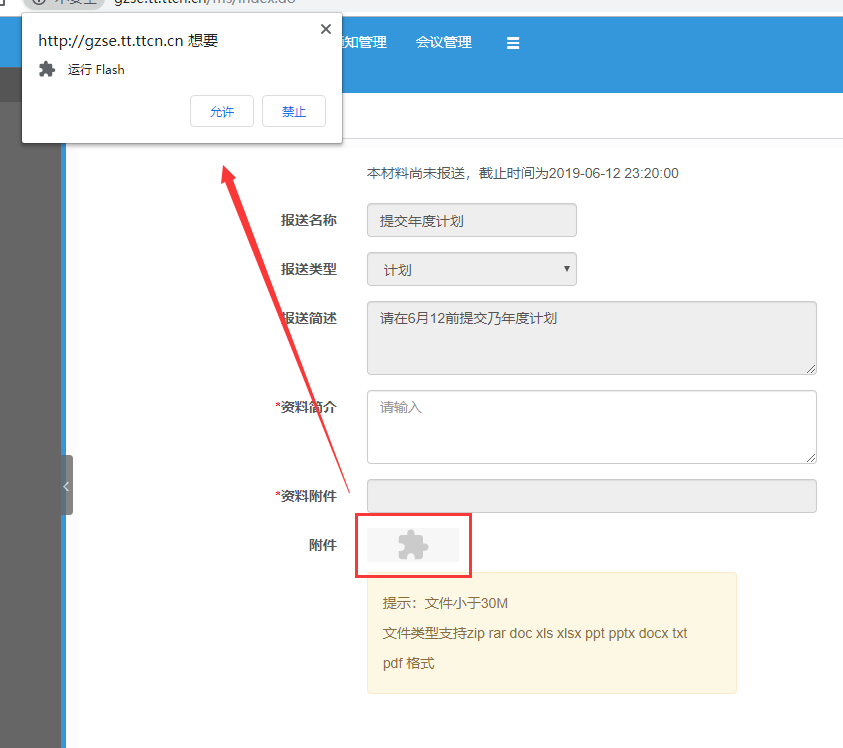 不安全 gzse.tt.ttcn.cn/ms/index.do
http://gzse.tt.ttcn.cn 想要
运行 Flash
允许 禁止
知管理 会议管理
本材料尚未报送，截止时间为2019-06-12 23:20:00
报送名称 提交年度计划
报送类型 计划
报送简述 请在6月12前提交乃年度计划
*资料简介 请输入
*资料附件
附件
提示：文件小于30M
文件类型支持zip rar doc xls xlsx ppt pptx docx txt
pdf 格式